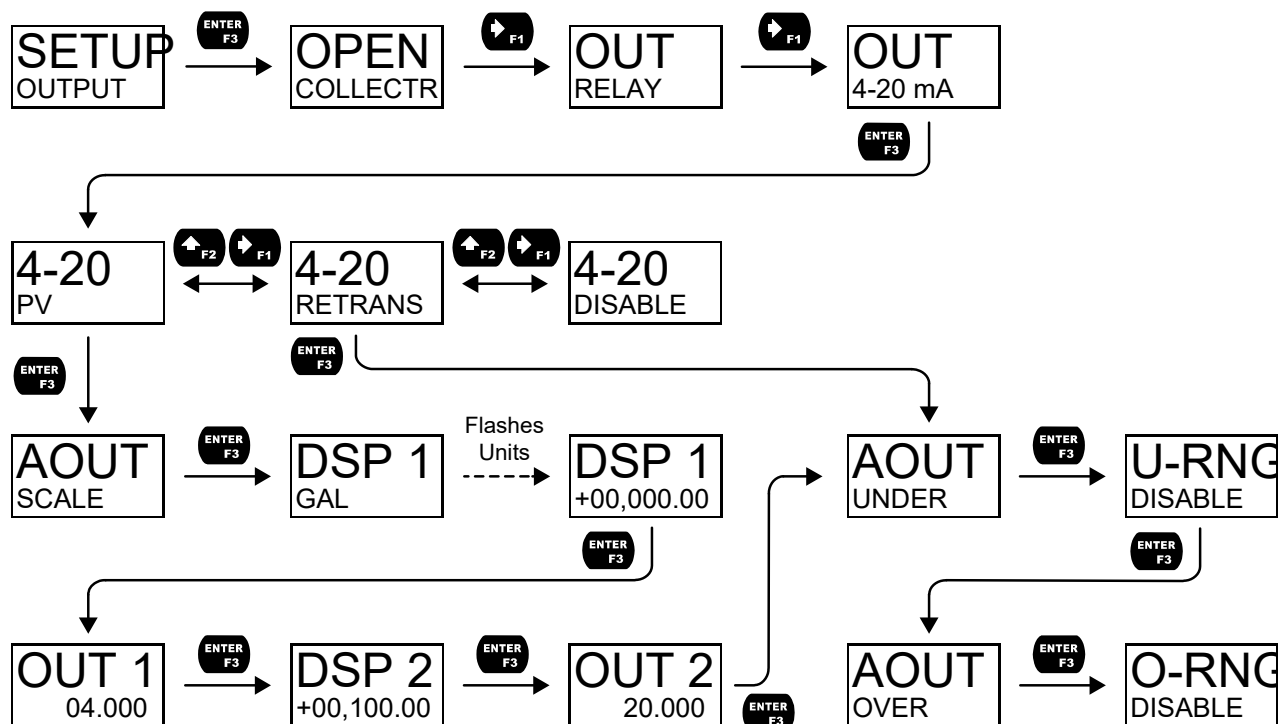 SETUP
OUTPUT
ENTER
F3
OPEN
COLLECTR
F1
OUT
RELAY
F1
OUT
4-20 mA
ENTER
F3
4-20
PV
F2
F1
4-20
RETRANS
F2
F1
4-20
DISABLE
ENTER
F3
ENTER
F3
AOUT
SCALE
ENTER
F3
DSP 1
GAL
Flashes
Units
DSP 1
+00,000.00
AOUT
UNDER
ENTER
F3
U-RNG
DISABLE
ENTER
F3
ENTER
F3
OUT 1
04.000
ENTER
F3
DSP 2
+00,100.00
ENTER
F3
OUT 2
20.000
ENTER
F3
AOUT
OVER
ENTER
F3
O-RNG
DISABLE